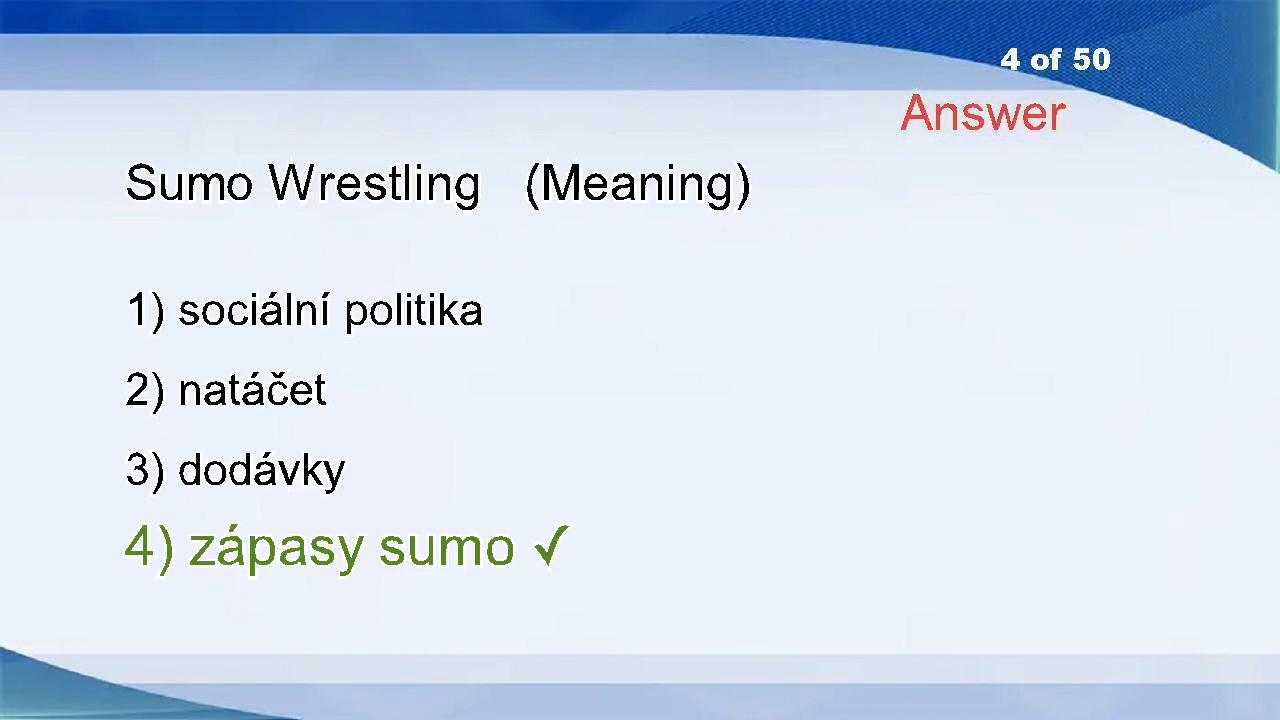 4 of 50
Answer
Sumo Wrestling (Meaning)
1) sociální politika
2) natáčet
3) dodávky
4) zápasy sumo ✓